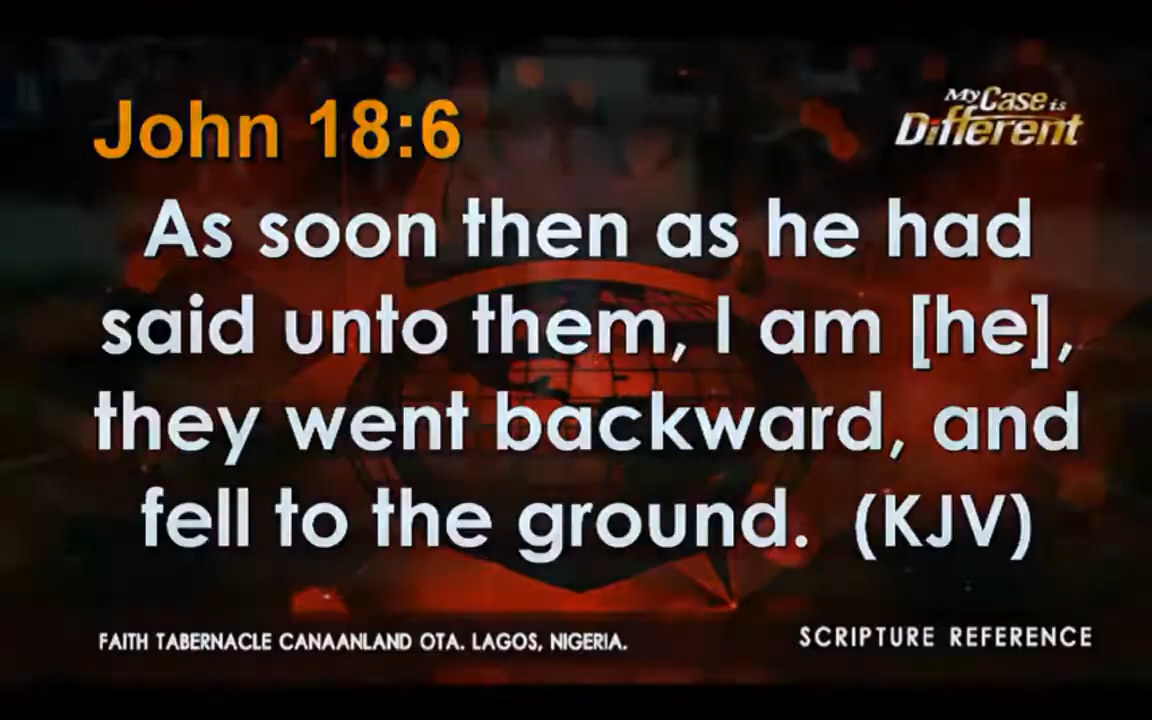 John 18:6
My Case is
Different
As soon then as he had
said unto them, I am [he],
they went backward, and
fell to the ground. (KJV)
FAITH TABERNACLE CANAANLAND OTA. LAGOS, NIGERIA.
SCRIPTURE REFERENCE